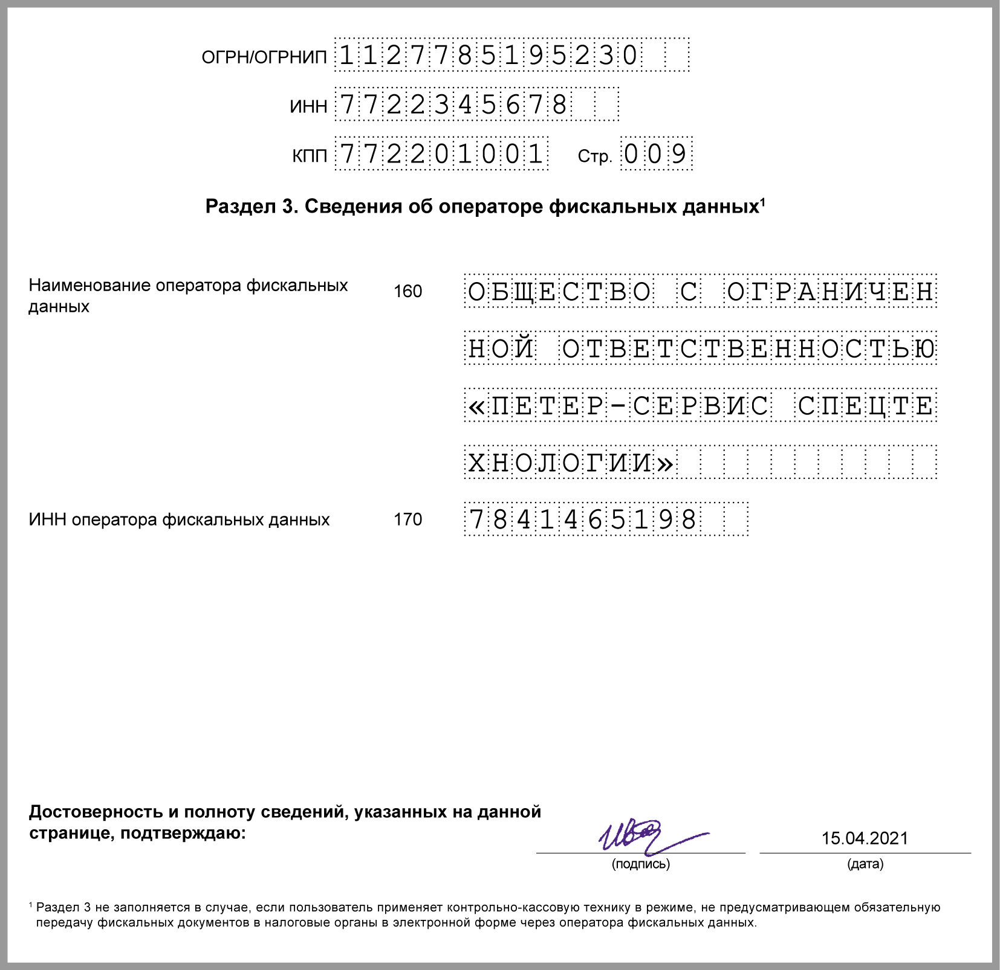 ОГРН/ОГРНИП 1127785195230
ИНН 7722345678
КПП 772201001 Стр. 009
Раздел 3. Сведения об операторе фискальных данных¹
Наименование оператора фискальных
данных
160 ОБЩЕСТВО С ОГРАНИЧЕН
НОЙ ОТВЕТСТВЕННОСТЬЮ
«ПЕТЕР-СЕРВИС СПЕЦТЕ
ХНОЛОГИИ»
ИНН оператора фискальных данных 170 7841465198
Достоверность и полноту сведений, указанных на данной
странице, подтверждаю:
15.04.2021
(подпись) (дата)
¹ Раздел 3 не заполняется в случае, если пользователь применяет контрольно-кассовую технику в режиме, не предусматривающем обязательную
передачу фискальных документов в налоговые органы в электронной форме через оператора фискальных данных.